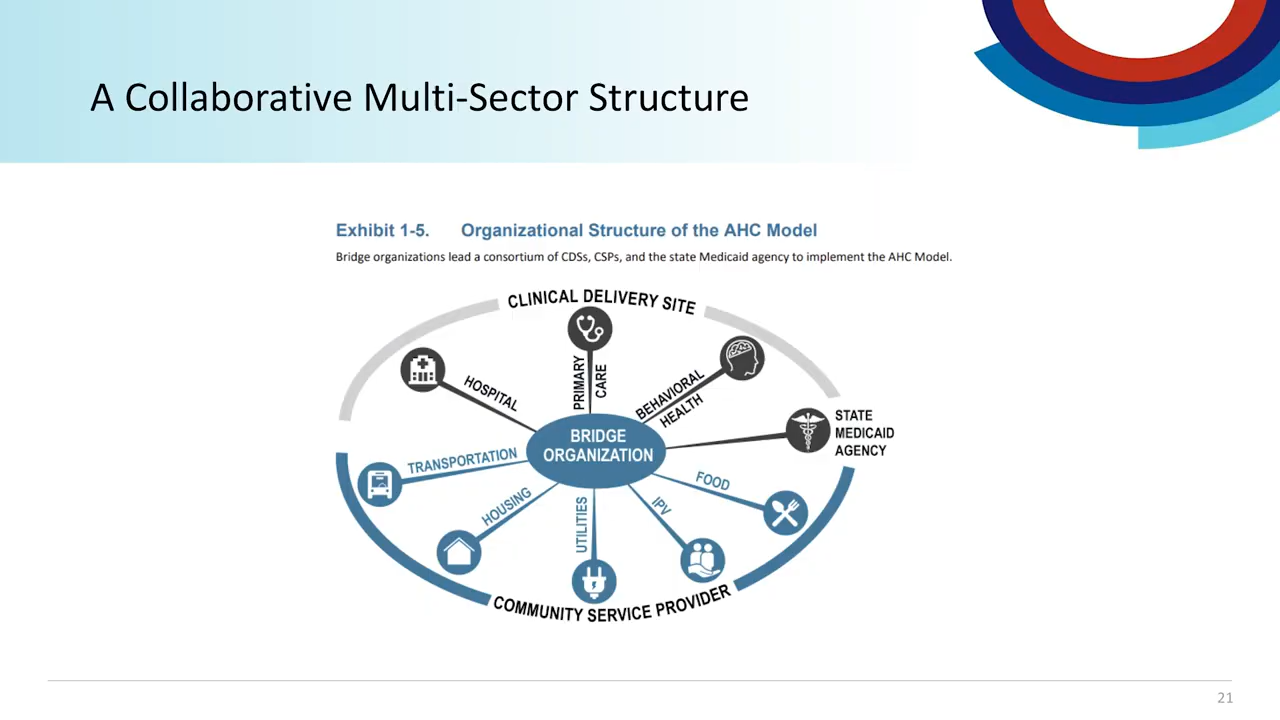 A Collaborative Multi-Sector Structure
Exhibit 1-5. Organizational Structure of the AHC Model
Bridge organizations lead a consortium of CDSs, CSPs, and the state Medicaid agency to implement the AHC Model.
CLINICAL DELIVERY SITE
HOSPITAL
PRIMARY
CARE
BEHAVIORAL
HEALTH
STATE
MEDICAID
AGENCY
BRIDGE
ORGANIZATION
TRANSPORTATION
HOUSING
UTILITIES
IPV
FOOD
COMMUNITY SERVICE PROVIDER
21